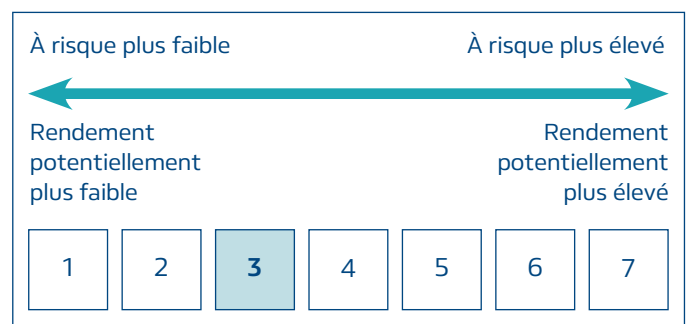 À risque plus faible
À risque plus élevé
Rendement
potentiellement
plus faible
Rendement
potentiellement
plus élevé
1 2 3 4 5 6 7